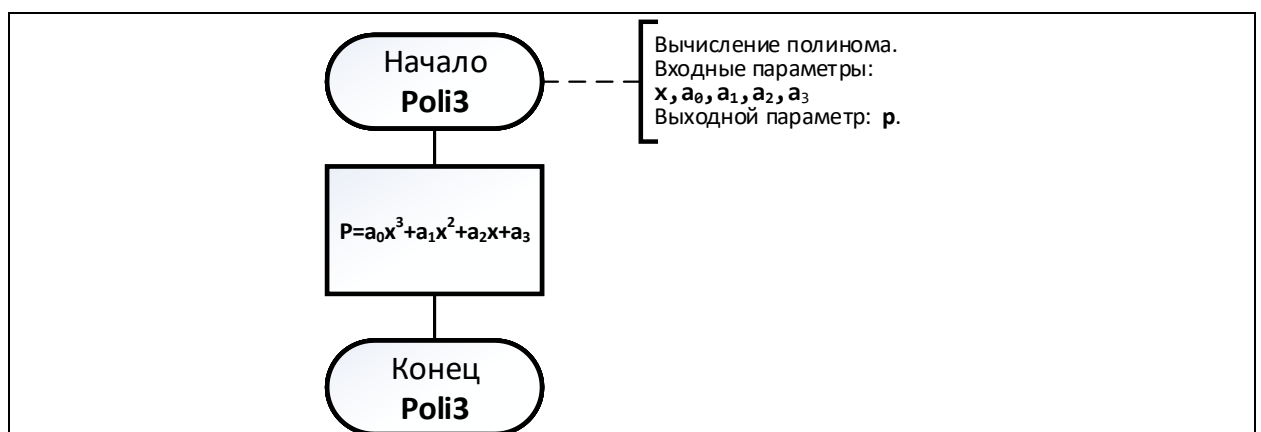 Начало
Poli3
Вычисление полинома.
Входные параметры:
x,a₀,a₁,a₂,a₃
Выходной параметр: p.
P=a₀x³+a₁x²+a₂x+a₃
Конец
Poli3